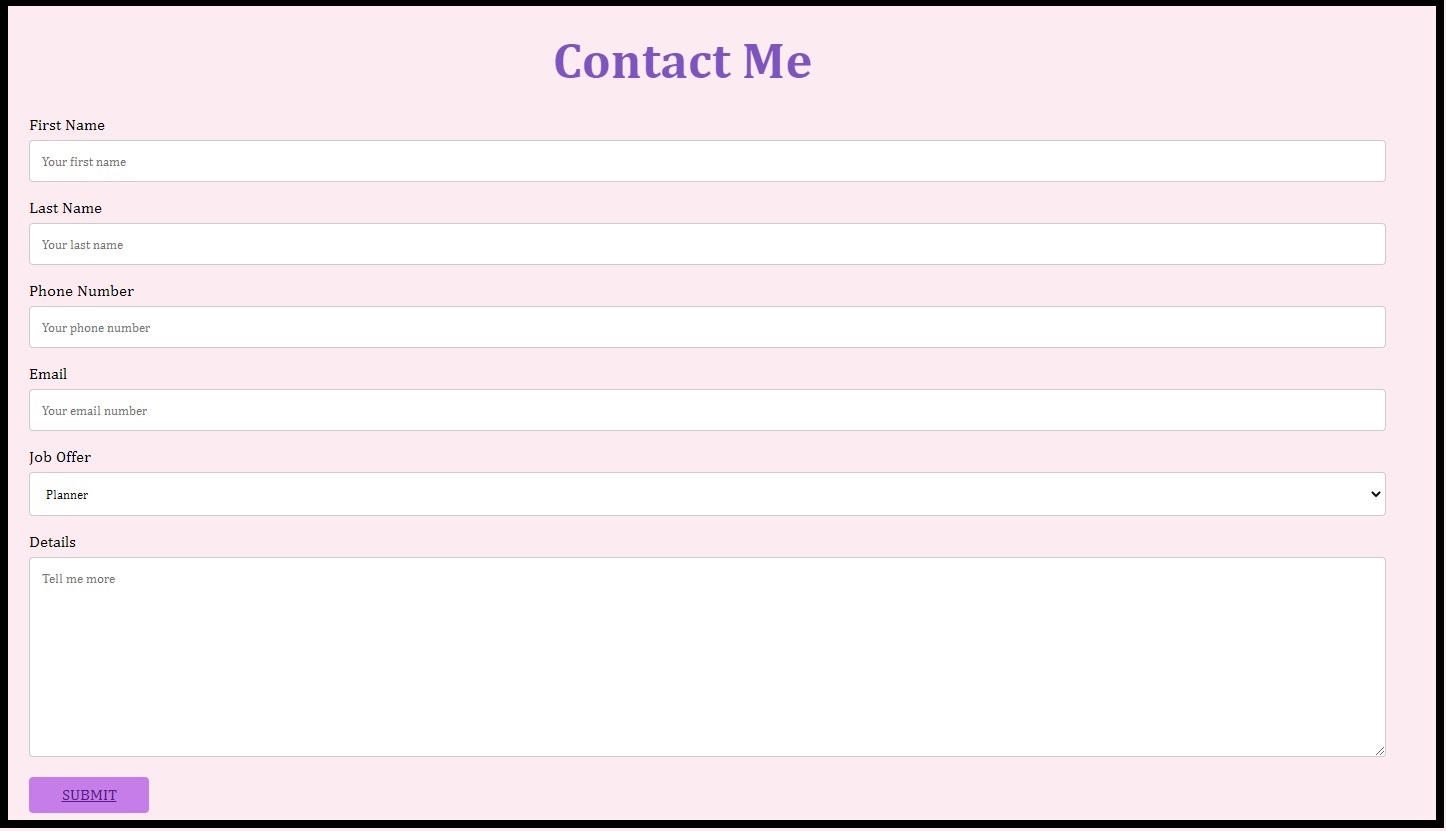 Contact Me
First Name
Your first name
Last Name
Your last name
Phone Number
Your phone number
Email
Your email number
Job Offer
Planner
Details
Tell me more
SUBMIT